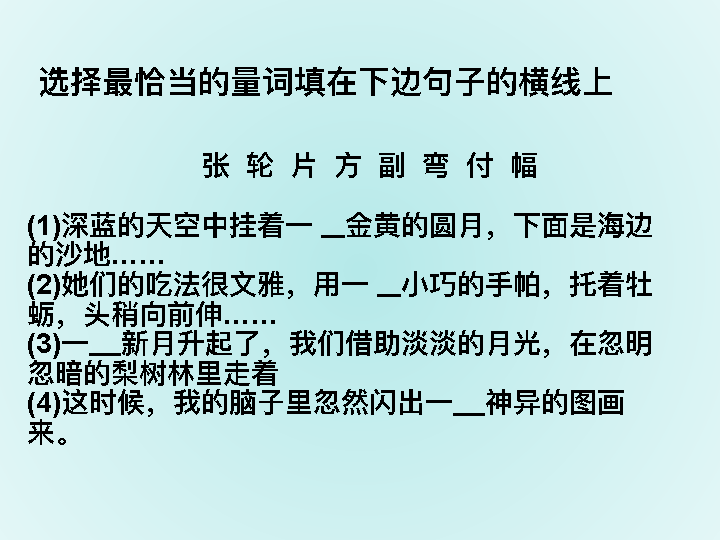 选择最恰当的量词填在下边句子的横线上
张 轮 片 方 副 弯 付 幅
(1)深蓝的天空中挂着一 __金黄的圆月，下面是海边
的沙地……
(2)她们的吃法很文雅，用一 __小巧的手帕，托着牡
蛎，头稍向前伸……
(3)一__新月升起了，我们借助淡淡的月光，在忽明
忽暗的梨树林里走着
(4)这时候，我的脑子里忽然闪出一__神异的图画
来。